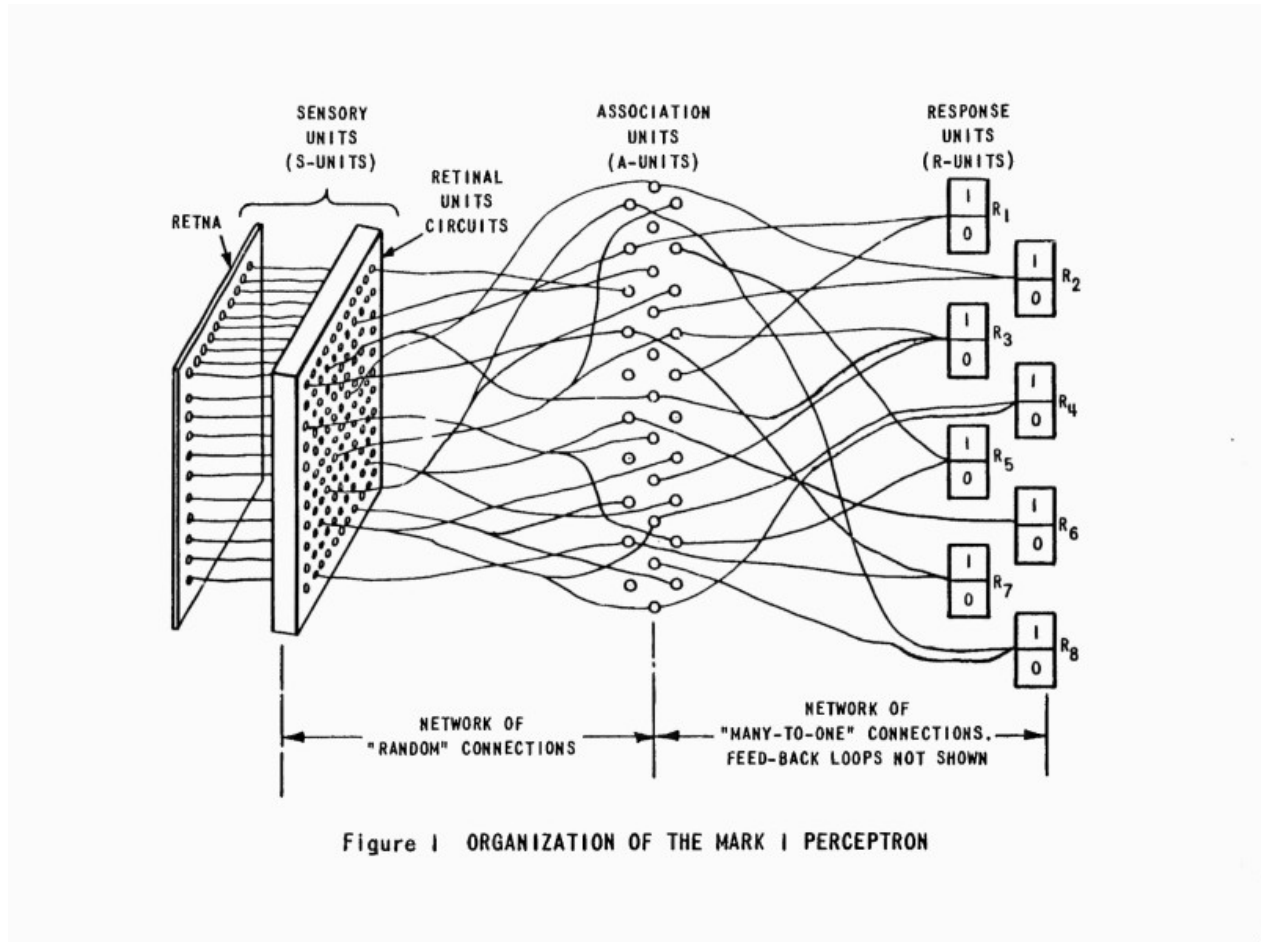 SENSORY
UNITS
(S-UNITS)
ASSOCIATION
UNITS
(A-UNITS)
RESPONSE
UNITS
(R-UNITS)
RETINAL
UNITS
CIRCUITS
RETNA
1
0
R1
1
0
R2
1
0
R3
1
0
R4
1
0
R5
1
0
R6
1
0
R7
1
0
R8
NETWORK OF
"RANDOM" CONNECTIONS
NETWORK OF
"MANY-TO-ONE" CONNECTIONS.
FEED-BACK LOOPS NOT SHOWN
Figure 1 ORGANIZATION OF THE MARK I PERCEPTRON